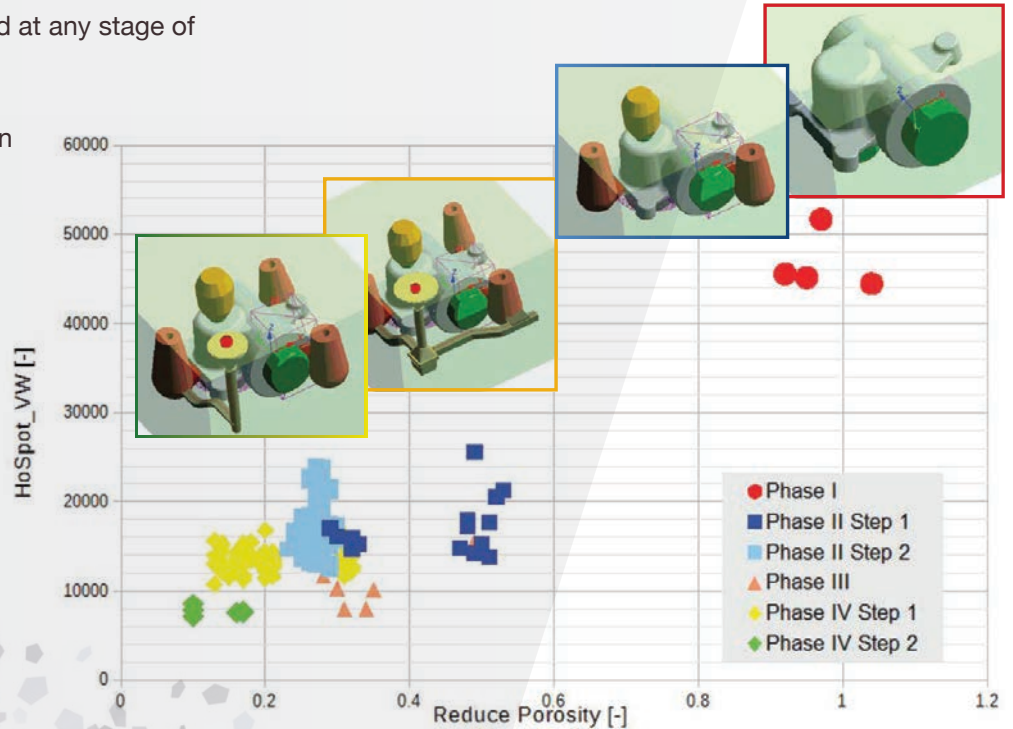 d at any stage of
n
60000
50000
40000
30000
20000
10000
0
HoSpot_VW [-]
0 0.2 0.4 0.6 0.8 1 1.2
Reduce Porosity [-]
Phase I
Phase II Step 1
Phase II Step 2
Phase III
Phase IV Step 1
Phase IV Step 2